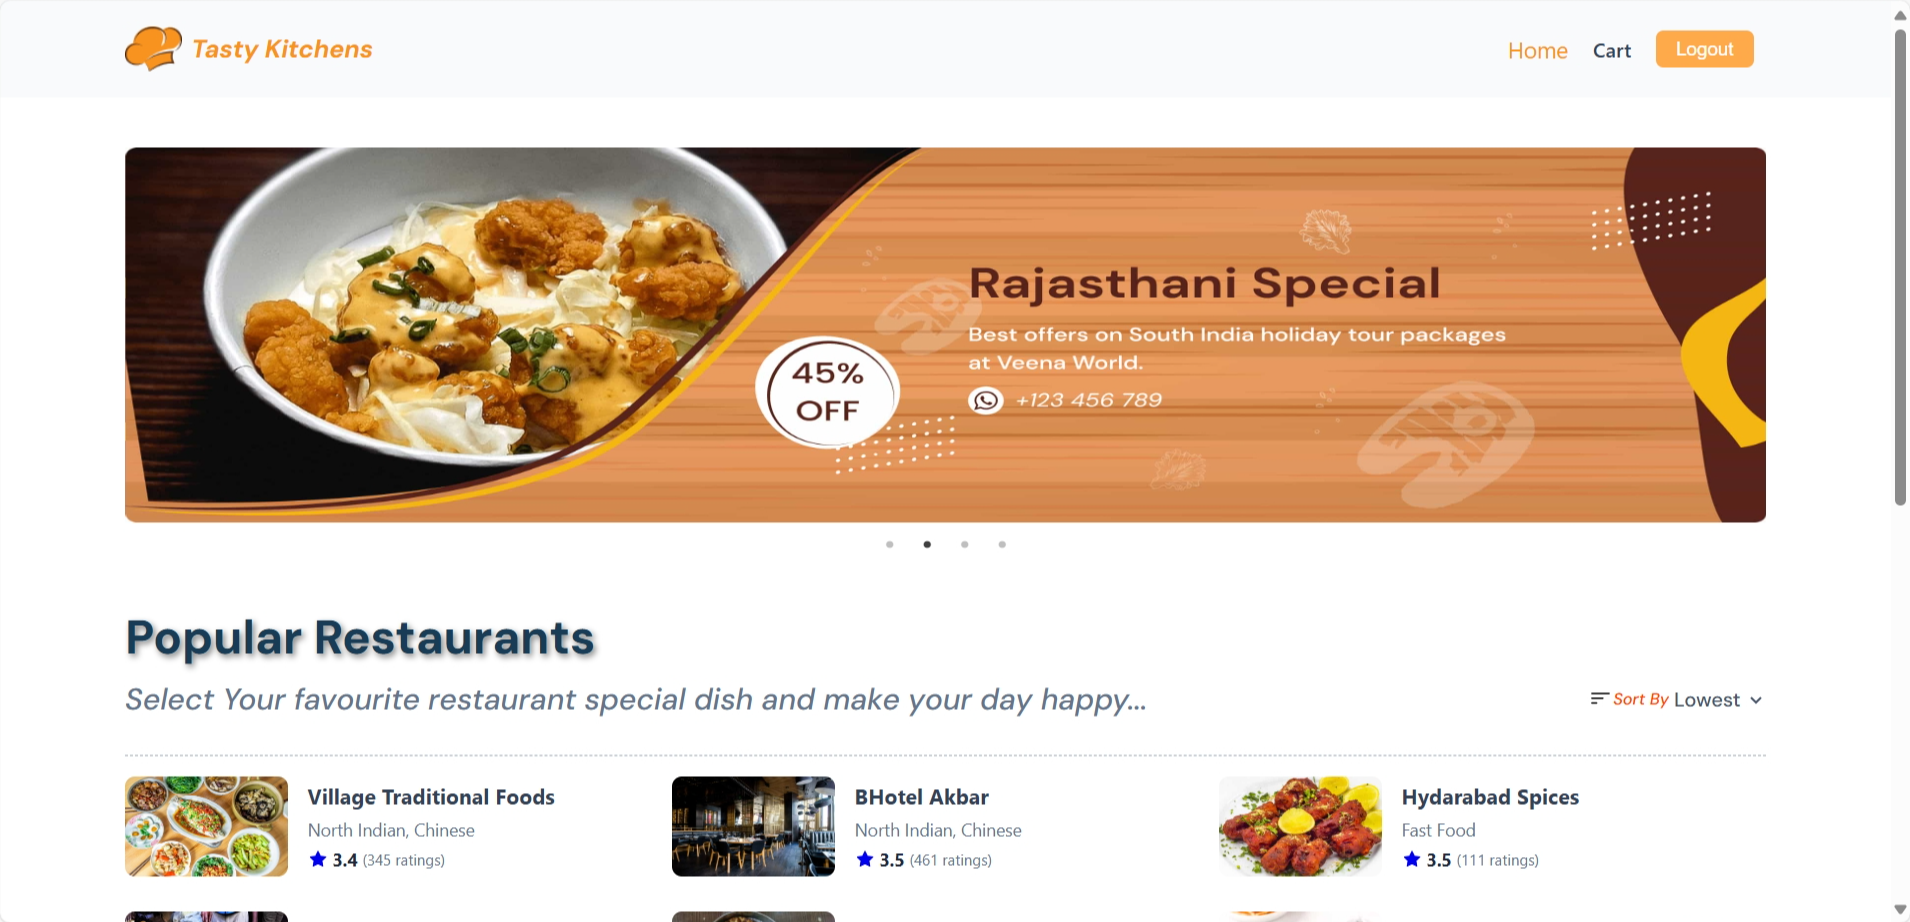 Tasty Kitchens
Home Cart Logout
Rajasthani Special
Best offers on South India holiday tour packages
at Veena World.
+123 456 789
45%
OFF
Popular Restaurants
Select Your favourite restaurant special dish and make your day happy...
Sort By Lowest
Village Traditional Foods
North Indian, Chinese
3.4 (345 ratings)
BHotel Akbar
North Indian, Chinese
3.5 (461 ratings)
Hydarabad Spices
Fast Food
3.5 (111 ratings)